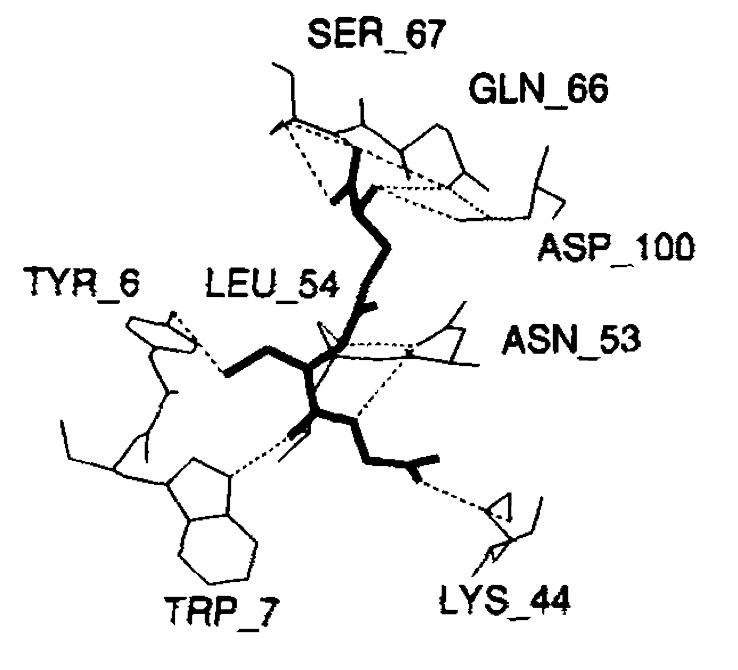 SER_67
GLN_66
ASP_100
TYR_6 LEU_54
ASN_53
LYS_44
TRP_7